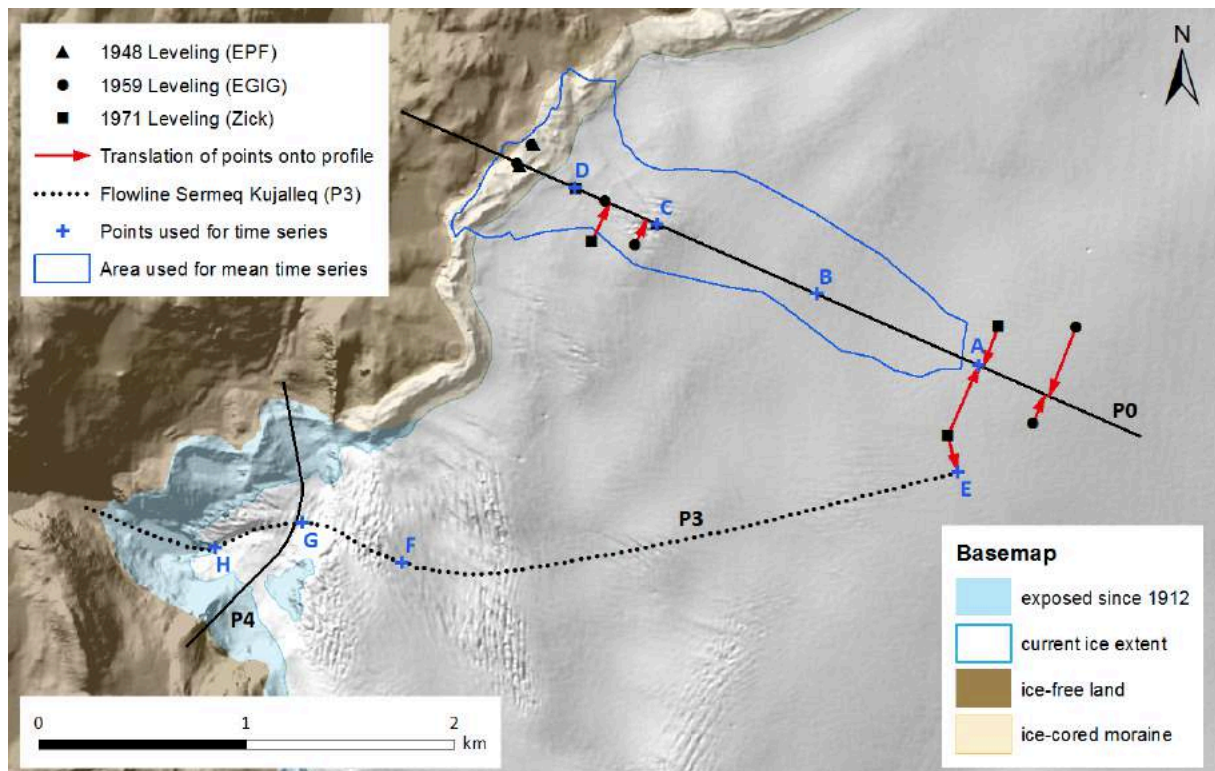 1948 Leveling (EPF)
1959 Leveling (EGIG)
1971 Leveling (Zick)
Translation of points onto profile
Flowline Sermeq Kujalleq (P3)
Points used for time series
Area used for mean time series
N
D
C
B
A
P0
E
P3
F
G
H
P4
Basemap
exposed since 1912
current ice extent
ice-free land
ice-cored moraine
0 1 2
km